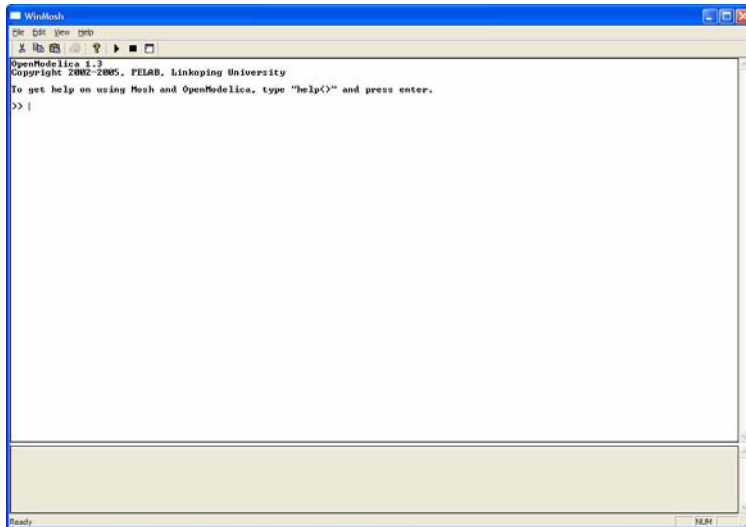 WinMosh
File Edit View Help
OpenModelica 1.3
Copyright 2002-2005, PELAB, Linkoping University
To get help on using Mosh and OpenModelica, type "help()" and press enter.
>>
Ready
NUM